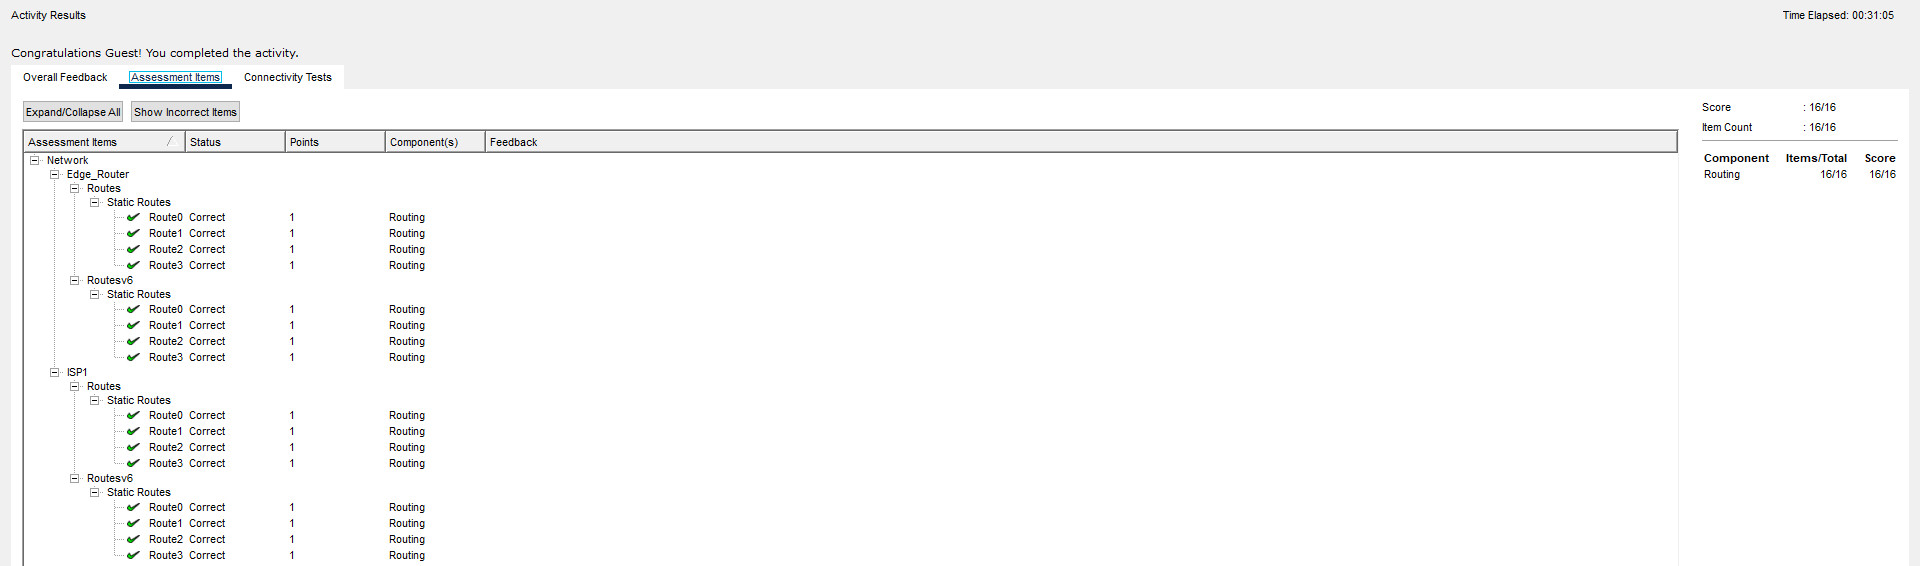 Activity Results
Time Elapsed: 00:31:05
Congratulations Guest! You completed the activity.
Overall Feedback Assessment Items Connectivity Tests
Expand/Collapse All Show Incorrect Items
Assessment Items Status Points Component(s) Feedback
Network
Edge_Router
Routes
Static Routes
Route0 Correct 1 Routing
Route1 Correct 1 Routing
Route2 Correct 1 Routing
Route3 Correct 1 Routing
Routesv6
Static Routes
Route0 Correct 1 Routing
Route1 Correct 1 Routing
Route2 Correct 1 Routing
Route3 Correct 1 Routing
ISP1
Routes
Static Routes
Route0 Correct 1 Routing
Route1 Correct 1 Routing
Route2 Correct 1 Routing
Route3 Correct 1 Routing
Routesv6
Static Routes
Route0 Correct 1 Routing
Route1 Correct 1 Routing
Route2 Correct 1 Routing
Route3 Correct 1 Routing
Score : 16/16
Item Count : 16/16
Component Items/Total Score
Routing 16/16 16/16